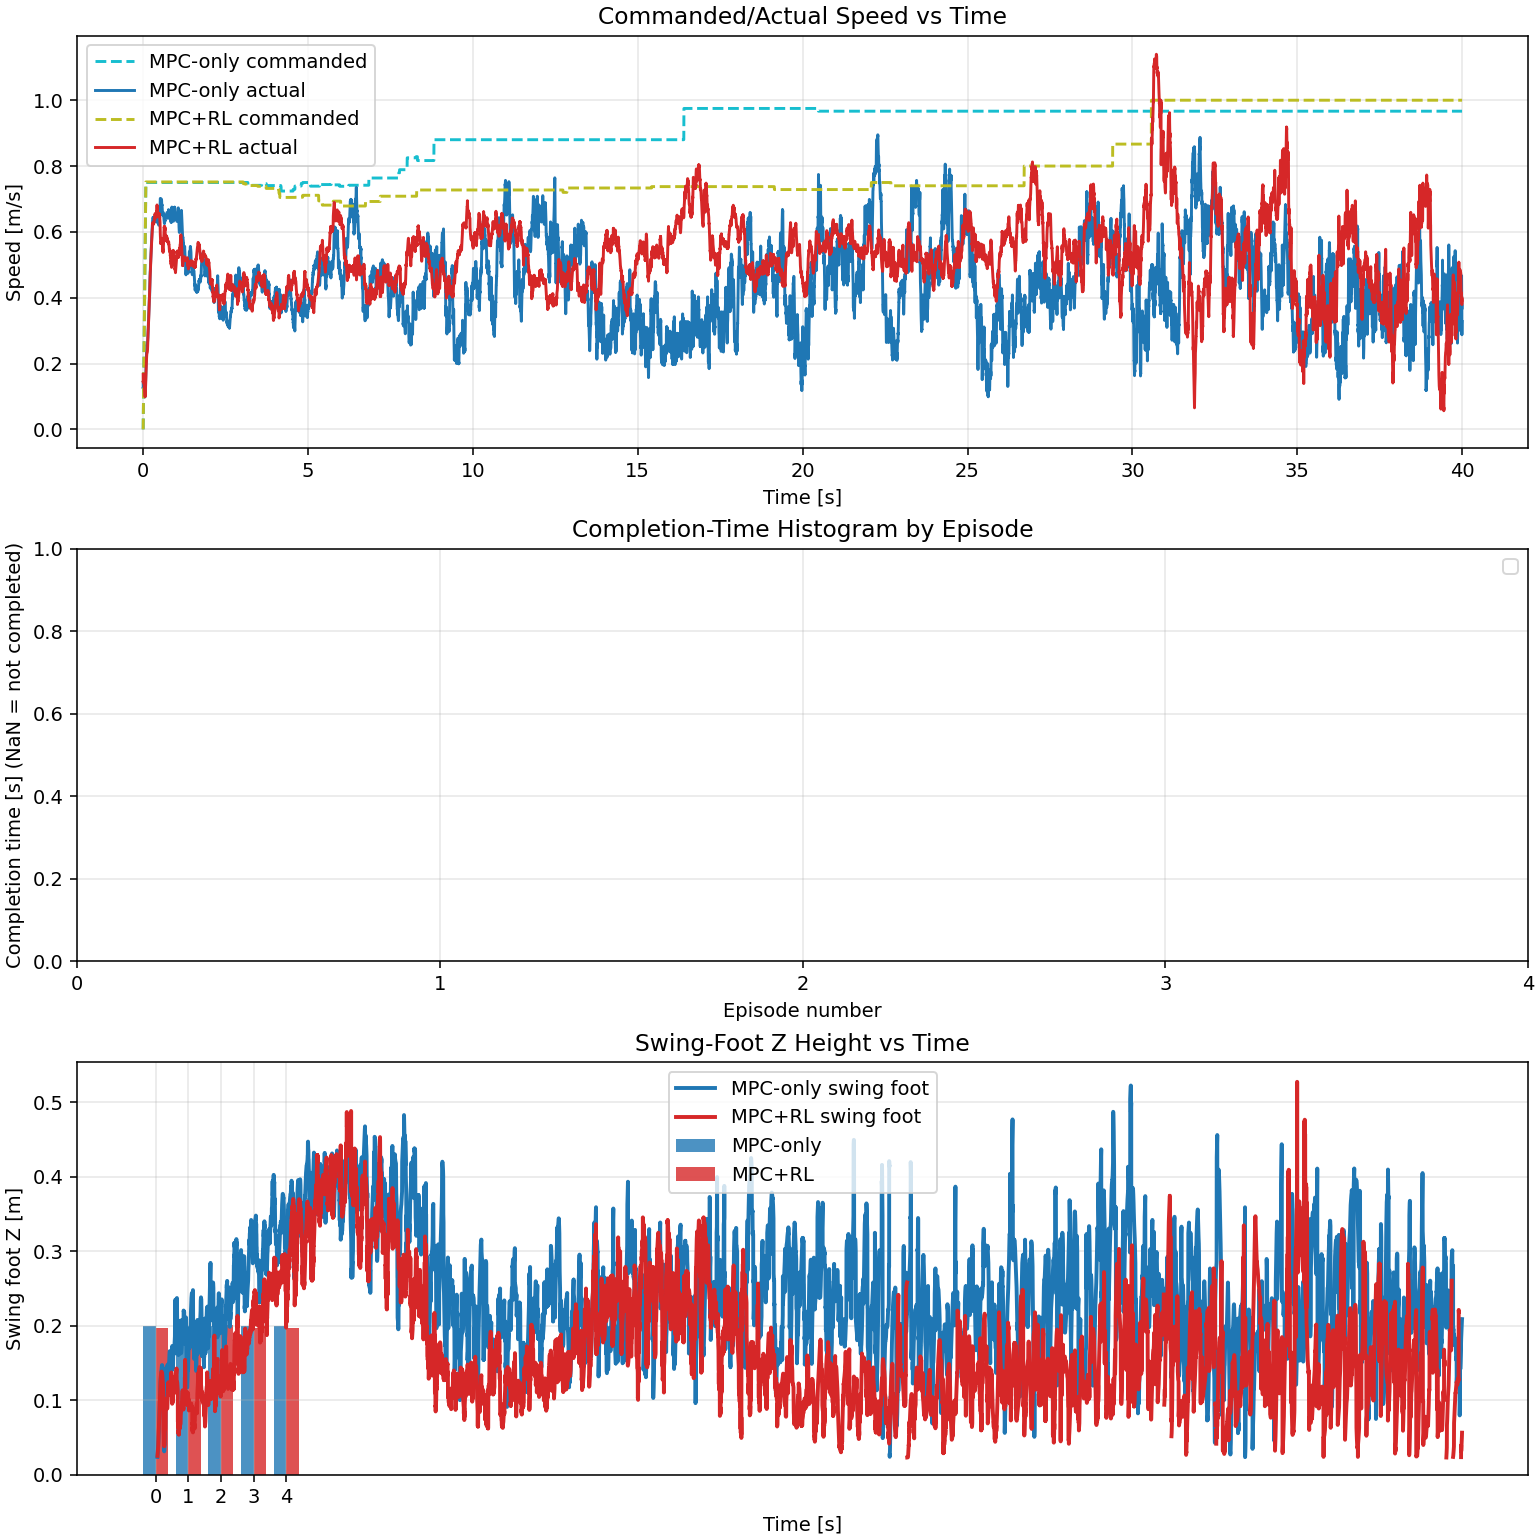 Commanded/Actual Speed vs Time
MPC-only commanded
MPC-only actual
MPC+RL commanded
MPC+RL actual
Speed [m/s]
1.0
0.8
0.6
0.4
0.2
0.0
0 5 10 15 20 25 30 35 40
Time [s]
Completion-Time Histogram by Episode
Completion time [s] (NaN = not completed)
1.0
0.8
0.6
0.4
0.2
0.0
0 1 2 3 4
Episode number
Swing-Foot Z Height vs Time
MPC-only swing foot
MPC+RL swing foot
MPC-only
MPC+RL
Swing foot Z [m]
0.5
0.4
0.3
0.2
0.1
0.0
0 1 2 3 4
Time [s]